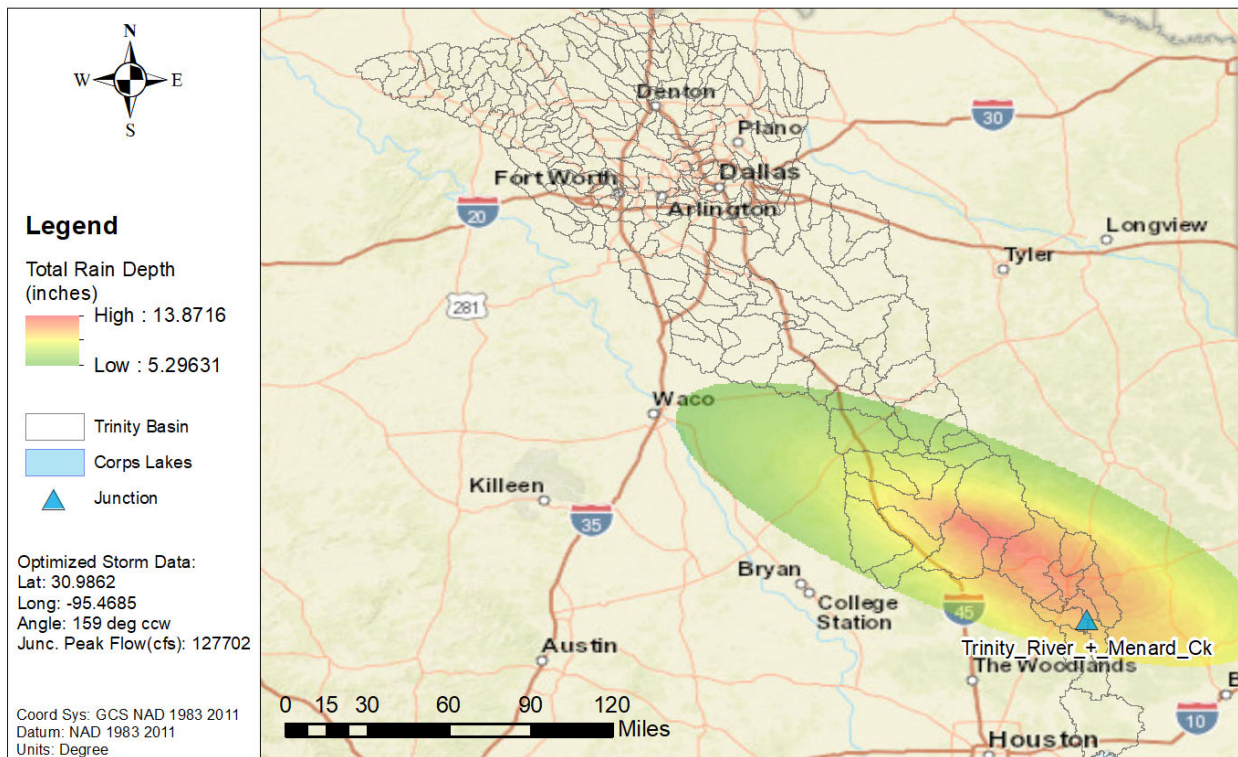 N
W E
S
Legend
Total Rain Depth
(inches)
High : 13.8716
Low : 5.29631
Trinity Basin
Corps Lakes
Junction
Optimized Storm Data:
Lat: 30.9862
Long: -95.4685
Angle: 159 deg ccw
Junc. Peak Flow(cfs): 127702
Coord Sys: GCS NAD 1983 2011
Datum: NAD 1983 2011
Units: Degree
Denton
30
Plano
Fort Worth
Dallas
20
Arlington
Longview
Tyler
281
Waco
Killeen
35
Bryan
College
Station
45
Austin
Trinity_River_+_Menard_Ck
The Woodlands
B
10
0 15 30 60 90 120
Miles
Houston